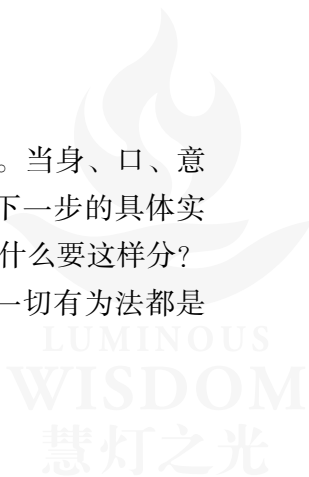 。当身、口、意
下一步的具体实
什么要这样分？
一切有为法都是
LUMINOUS
WISDOM
慧灯之光